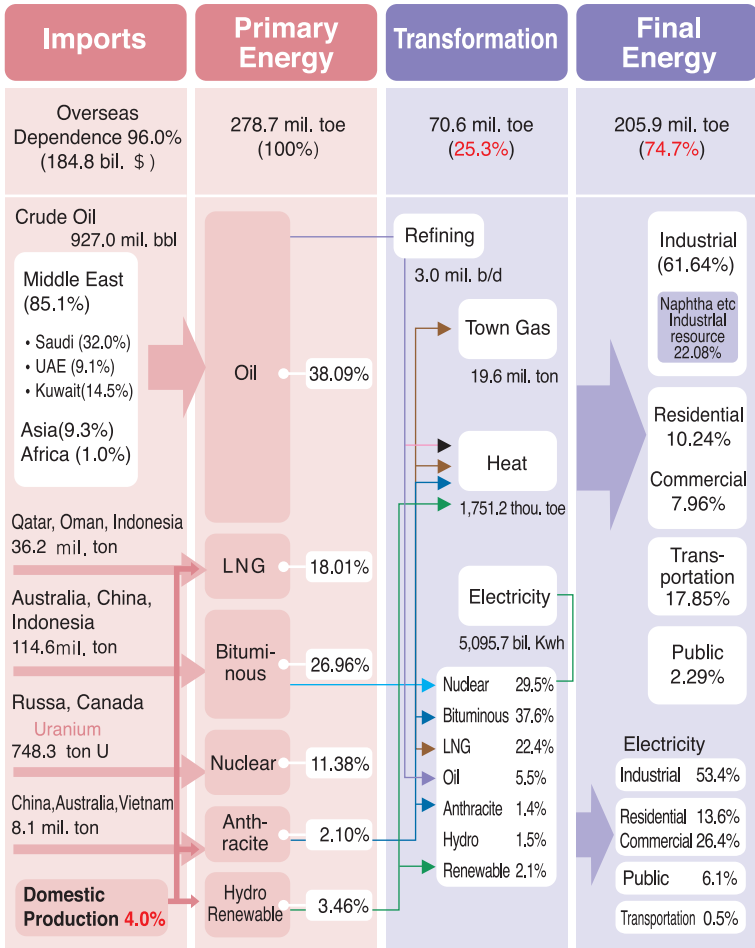 Imports
Primary
Energy
Transformation
Final
Energy
Overseas
Dependence 96.0%
(184.8 bil. $ )
278.7 mil. toe
(100%)
70.6 mil. toe
(25.3%)
205.9 mil. toe
(74.7%)
Crude Oil
927.0 mil. bbl
Middle East
(85.1%)
• Saudi (32.0%)
• UAE (9.1%)
• Kuwait(14.5%)
Asia(9.3%)
Africa (1.0%)
Qatar, Oman, Indonesia
36.2 mil. ton
Australia, China,
Indonesia
114.6mil. ton
Russa, Canada
Uranium
748.3 ton U
China,Australia,Vietnam
8.1 mil. ton
Domestic
Production 4.0%
Oil
38.09%
LNG
18.01%
Bitumi-
nous
26.96%
Nuclear
11.38%
Anth-
racite
2.10%
Hydro
Renewable
3.46%
Refining
3.0 mil. b/d
Town Gas
19.6 mil. ton
Heat
1,751.2 thou. toe
Electricity
5,095.7 bil. Kwh
Nuclear 29.5%
Bituminous 37.6%
LNG 22.4%
Oil 5.5%
Anthracite 1.4%
Hydro 1.5%
Renewable 2.1%
Industrial
(61.64%)
Naphtha etc
Industrlal
resource
22.08%
Residential
10.24%
Commercial
7.96%
Trans-
portation
17.85%
Public
2.29%
Electricity
Industrial 53.4%
Residential 13.6%
Commercial 26.4%
Public 6.1%
Transportation 0.5%